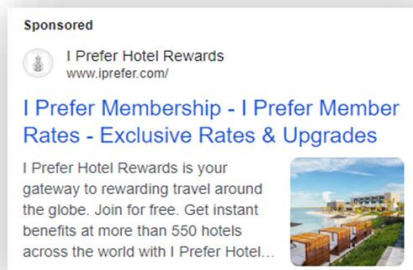 Sponsored
I Prefer Hotel Rewards
www.iprefer.com/
I Prefer Membership - I Prefer Member
Rates - Exclusive Rates & Upgrades
I Prefer Hotel Rewards is your
gateway to rewarding travel around
the globe. Join for free. Get instant
benefits at more than 550 hotels
across the world with I Prefer Hotel...